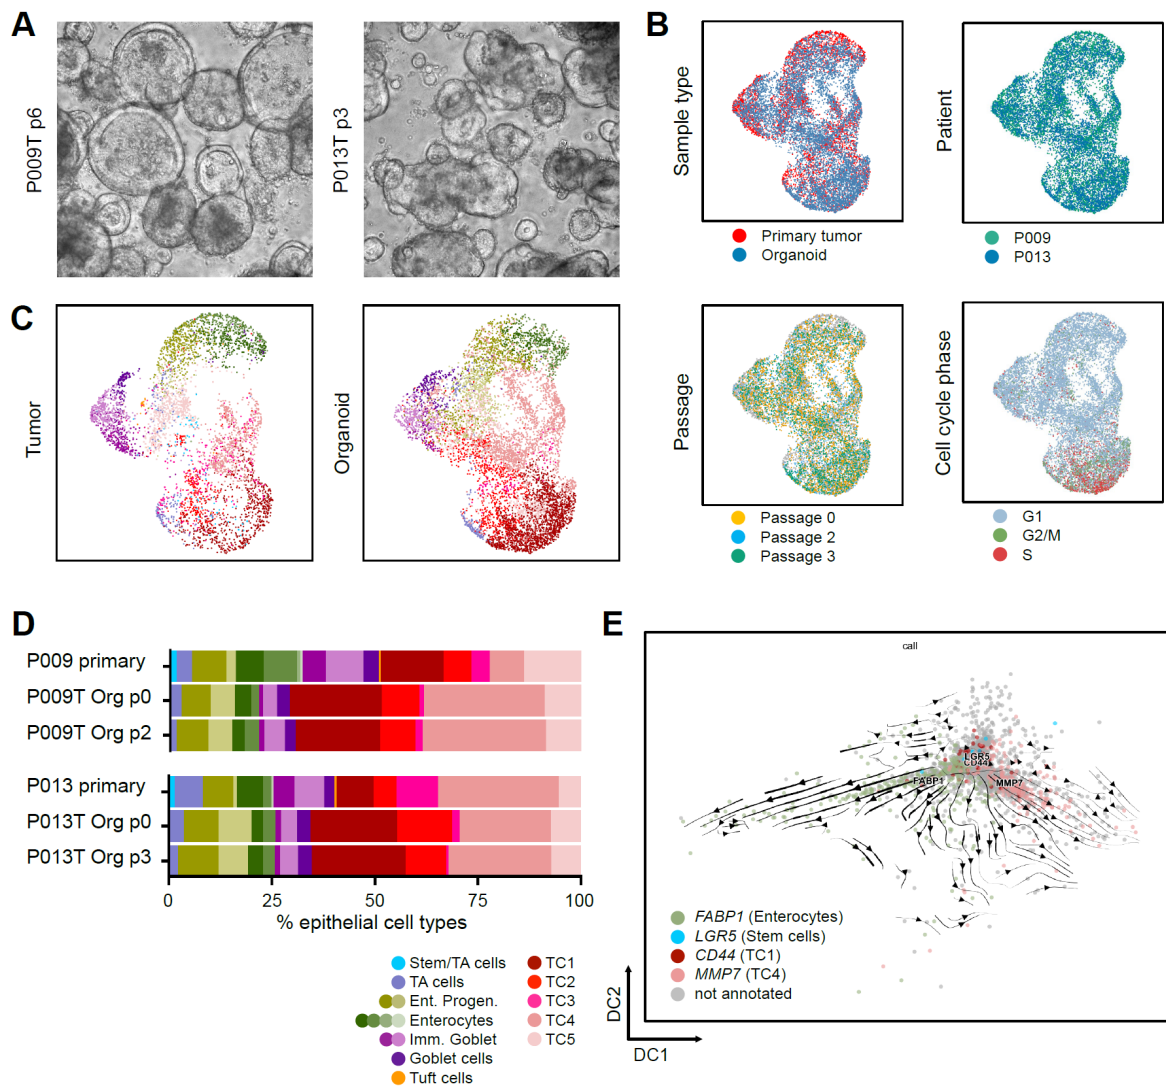 A
P009T p6
P013T p3
B
Sample type
Primary tumor
Organoid
Patient
P009
P013
C
Tumor
Organoid
Passage
Passage 0
Passage 2
Passage 3
Cell cycle phase
G1
G2/M
S
D
P009 primary
P009T Org p0
P009T Org p2
P013 primary
P013T Org p0
P013T Org p3
0 25 50 75 100
% epithelial cell types
Stem/TA cells
TA cells
Ent. Progen.
Enterocytes
Imm. Goblet
Goblet cells
Tuft cells
TC1
TC2
TC3
TC4
TC5
E
call
LGR5
CD44
FABP1
MMP7
FABP1 (Enterocytes)
LGR5 (Stem cells)
CD44 (TC1)
MMP7 (TC4)
not annotated
DC2
DC1